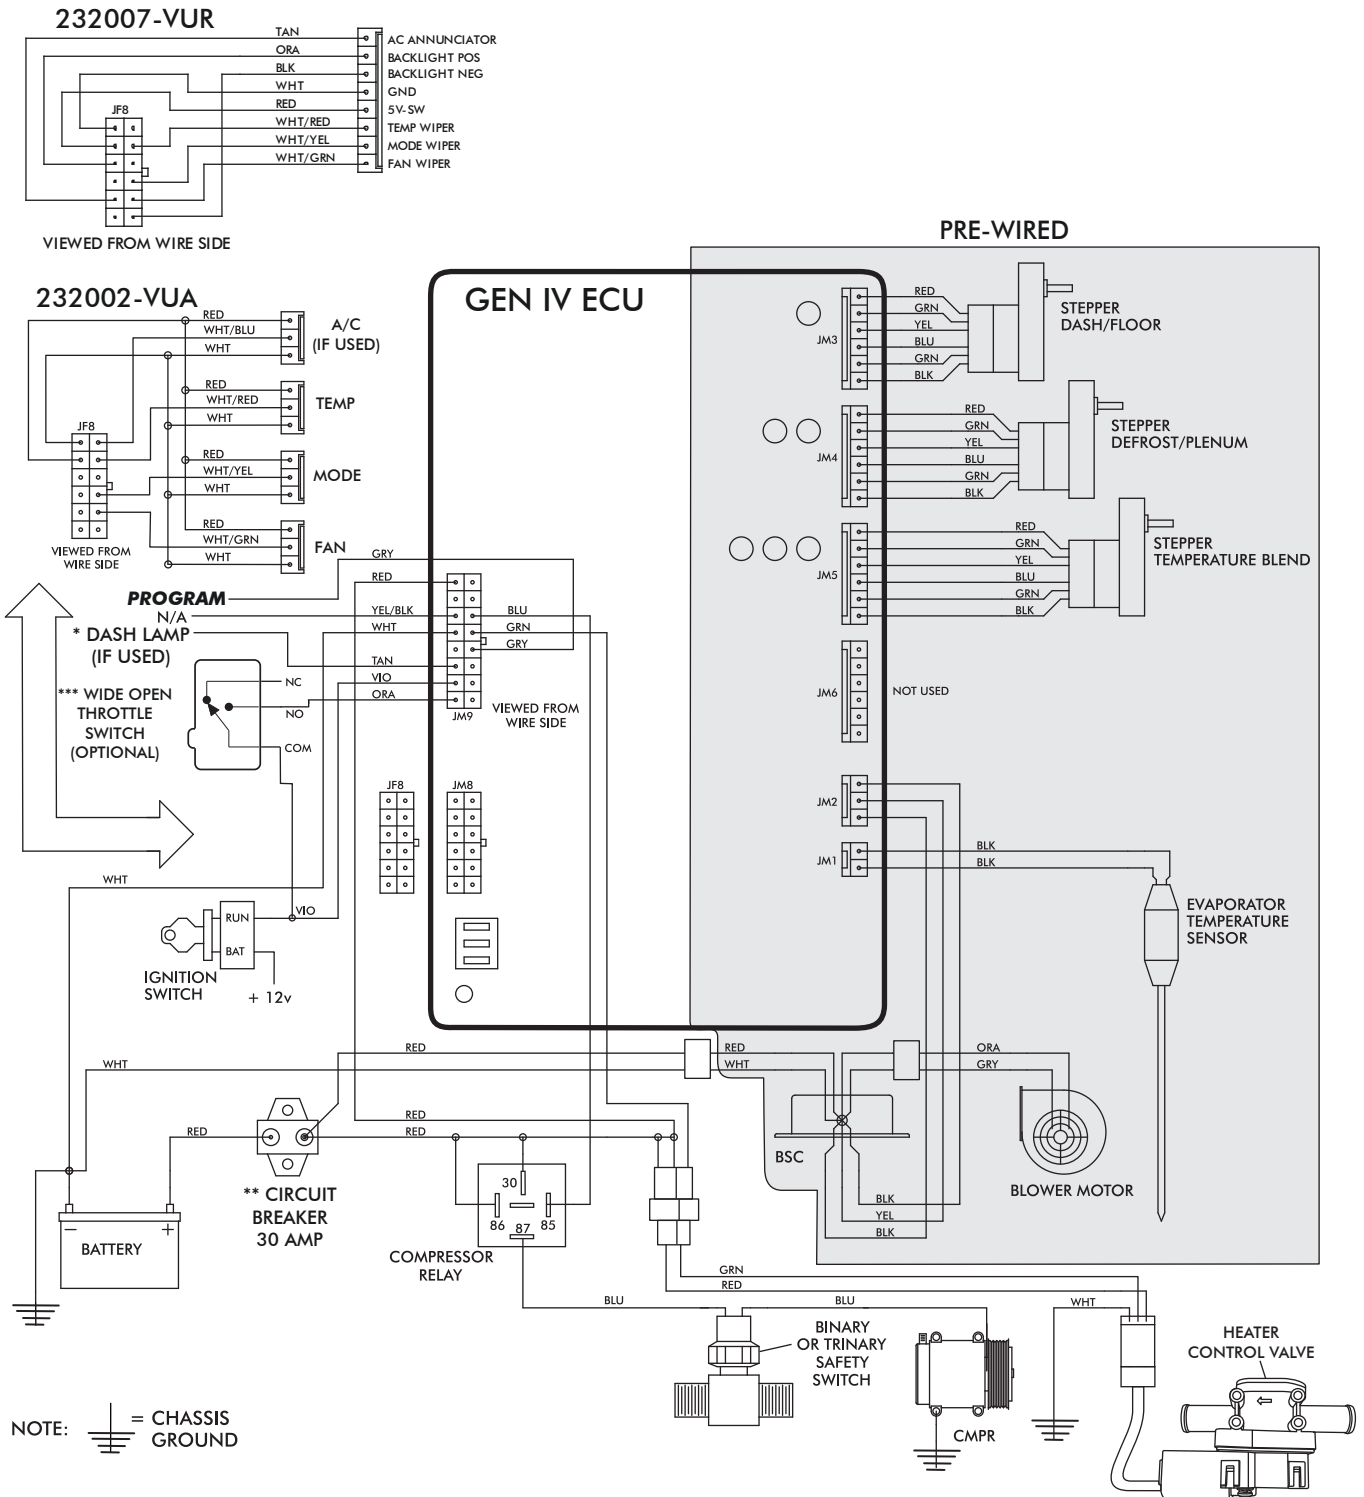 232007-VUR
TAN
AC ANNUNCIATOR
ORA
BACKLIGHT POS
BLK
BACKLIGHT NEG
WHT
GND
RED
5V-SW
WHT/RED
TEMP WIPER
WHT/YEL
MODE WIPER
WHT/GRN
FAN WIPER
JF8
VIEWED FROM WIRE SIDE
232002-VUA
RED
WHT/BLU
WHT
A/C
(IF USED)
RED
WHT/RED
WHT
TEMP
JF8
RED
WHT/YEL
WHT
MODE
RED
WHT/GRN
WHT
FAN
VIEWED FROM
WIRE SIDE
PRE-WIRED
GEN IV ECU
JM3
RED
GRN
YEL
BLU
GRN
BLK
STEPPER
DASH/FLOOR
JM4
RED
GRN
YEL
BLU
GRN
BLK
STEPPER
DEFROST/PLENUM
JM5
RED
GRN
YEL
BLU
GRN
BLK
STEPPER
TEMPERATURE BLEND
JM6
NOT USED
JM2
JM1
BLK
BLK
EVAPORATOR
TEMPERATURE
SENSOR
GRY
RED
PROGRAM
N/A
YEL/BLK
BLU
* DASH LAMP
(IF USED)
WHT
GRN
GRY
TAN
VIO
ORA
JM9
VIEWED FROM
WIRE SIDE
*** WIDE OPEN
THROTTLE
SWITCH
(OPTIONAL)
NC
NO
COM
JF8
JM8
WHT
RUN
VIO
BAT
IGNITION
SWITCH
+ 12v
RED
WHT
RED
WHT
ORA
GRY
BSC
BLOWER MOTOR
BLK
YEL
BLK
RED
RED
RED
** CIRCUIT
BREAKER
30 AMP
30
86
87
85
COMPRESSOR
RELAY
−
+
BATTERY
GRN
RED
BLU
BLU
WHT
BINARY
OR TRINARY
SAFETY
SWITCH
CMPR
HEATER
CONTROL VALVE
NOTE:
= CHASSIS
GROUND